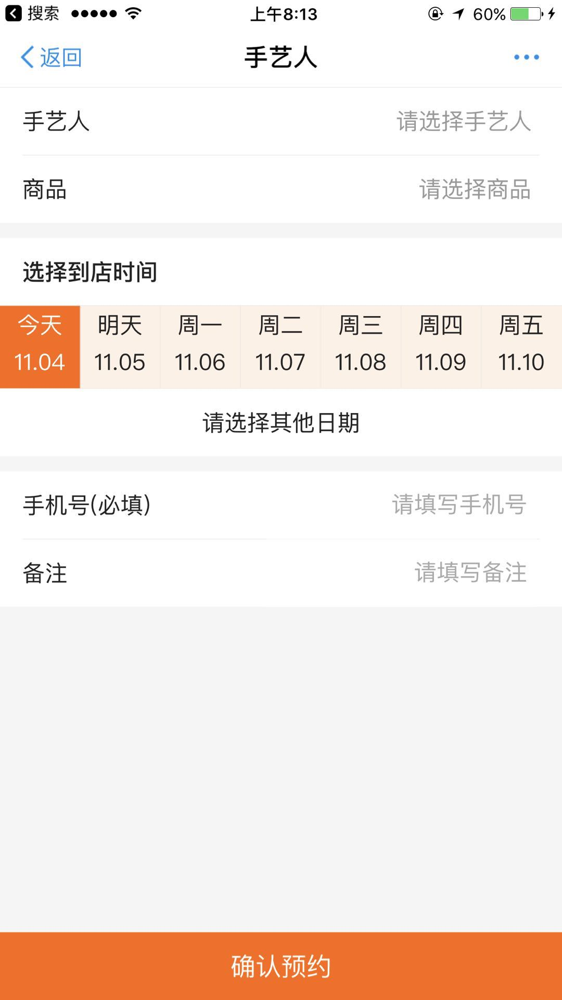 搜索 上午8:13 60%
返回 手艺人
手艺人 请选择手艺人
商品 请选择商品
选择到店时间
今天 明天 周一 周二 周三 周四 周五
11.04 11.05 11.06 11.07 11.08 11.09 11.10
请选择其他日期
手机号(必填) 请填写手机号
备注 请填写备注
确认预约